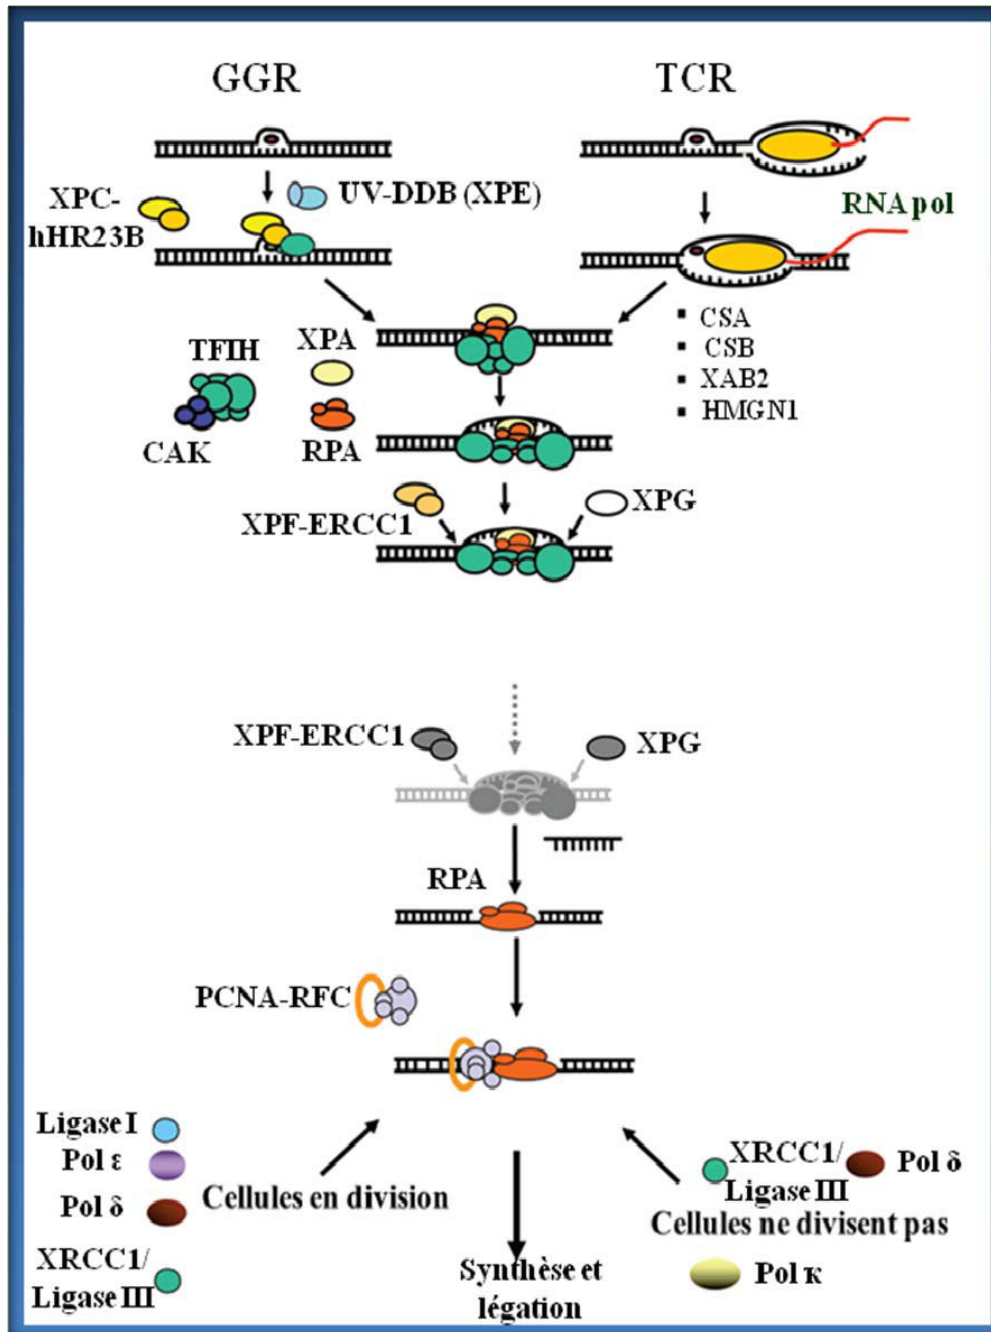 GGR
TCR
XPC-
hHR23B
UV-DDB (XPE)
RNA pol
TFIH
XPA
CAK
RPA
CSA
CSB
XAB2
HMGN1
XPF-ERCC1
XPG
XPF-ERCC1
XPG
RPA
PCNA-RFC
Ligase I
Pol ε
Pol δ
XRCC1/
Ligase III
Cellules en division
Synthèse et
légation
XRCC1/
Ligase III
Pol δ
Cellules ne divisent pas
Pol κ